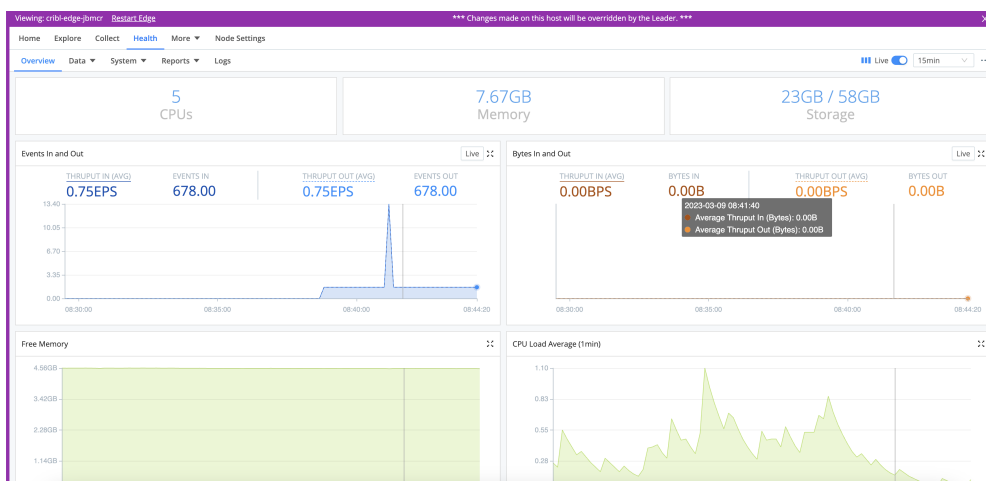 Viewing: cribl-edge-jbmcr Restart Edge *** Changes made on this host will be overridden by the Leader. ***
Home Explore Collect Health More Node Settings
Overview Data System Reports Logs Live 15min
5 7.67GB 23GB / 58GB
CPUs Memory Storage
Events In and Out Live
THRUPUT IN (AVG) EVENTS IN THRUPUT OUT (AVG) EVENTS OUT
0.75EPS 678.00 0.75EPS 678.00
13.40
10.05
6.70
3.35
0.00
08:30:00 08:35:00 08:40:00 08:44:20
Bytes In and Out Live
THRUPUT IN (AVG) BYTES IN THRUPUT OUT (AVG) BYTES OUT
0.00BPS 0.00B 0.00BPS 0.00B
2023-03-09 08:41:40
Average Thruput In (Bytes): 0.00B
Average Thruput Out (Bytes): 0.00B
08:30:00 08:35:00 08:40:00 08:44:20
Free Memory
4.56GB
3.42GB
2.28GB
1.14GB
CPU Load Average (1min)
1.10
0.83
0.55
0.28